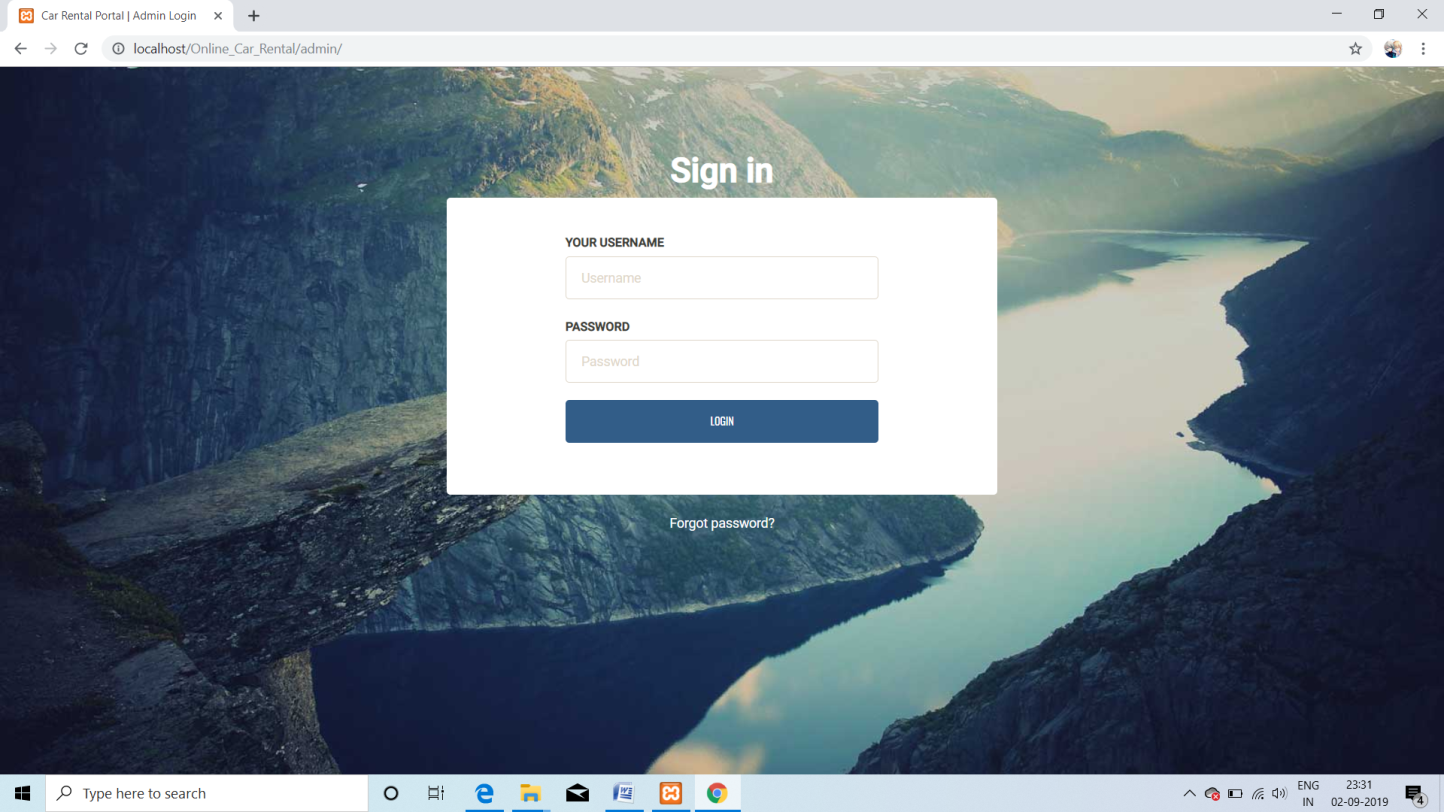 Car Rental Portal | Admin Login
localhost/Online_Car_Rental/admin/
Sign in
YOUR USERNAME
Username
PASSWORD
Password
LOGIN
Forgot password?
Type here to search
ENG
IN
23:31
02-09-2019
4